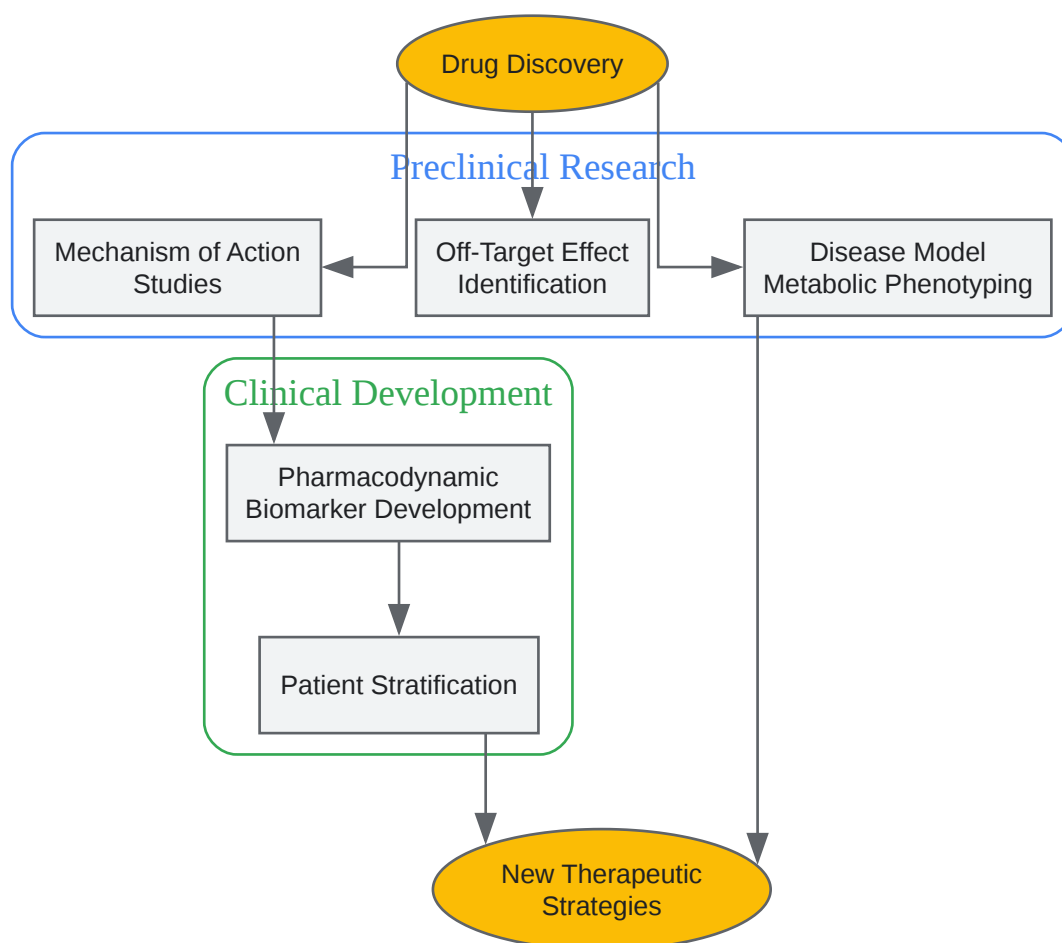 Drug Discovery
Preclinical Research
Mechanism of Action
Studies
Off-Target Effect
Identification
Disease Model
Metabolic Phenotyping
Clinical Development
Pharmacodynamic
Biomarker Development
Patient Stratification
New Therapeutic
Strategies